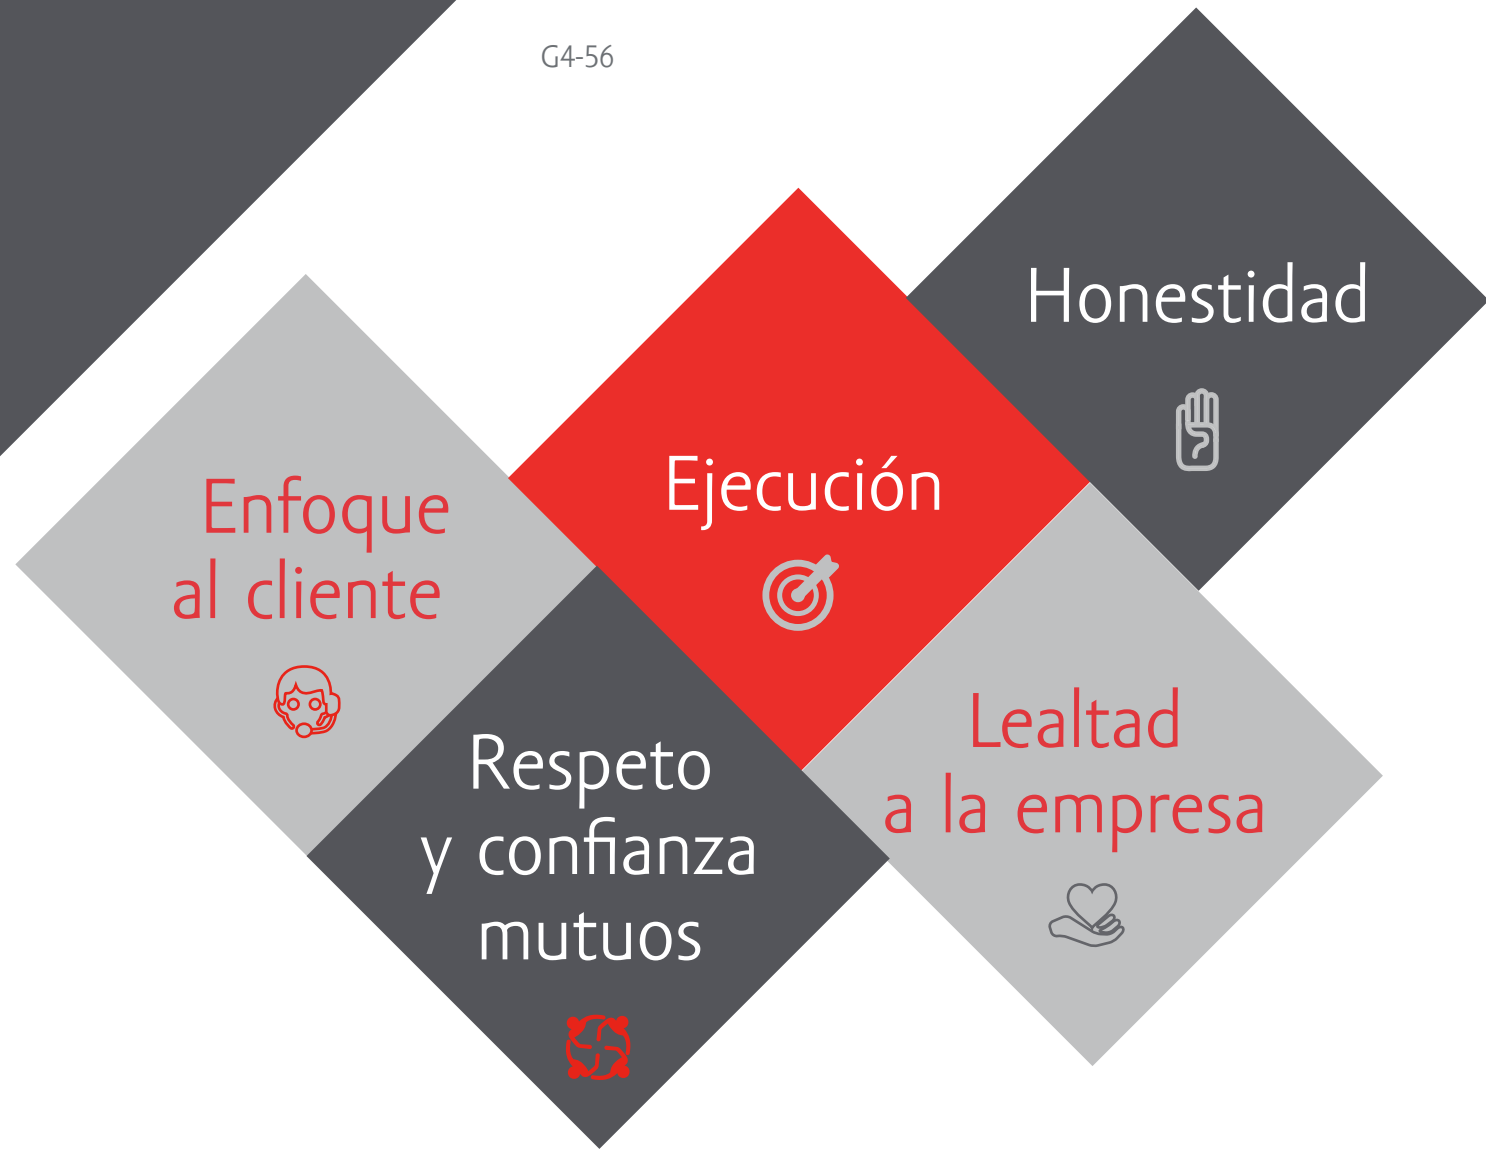 G4-56
Honestidad
Ejecución
Enfoque
al cliente
Respeto
y confianza
mutuos
Lealtad
a la empresa